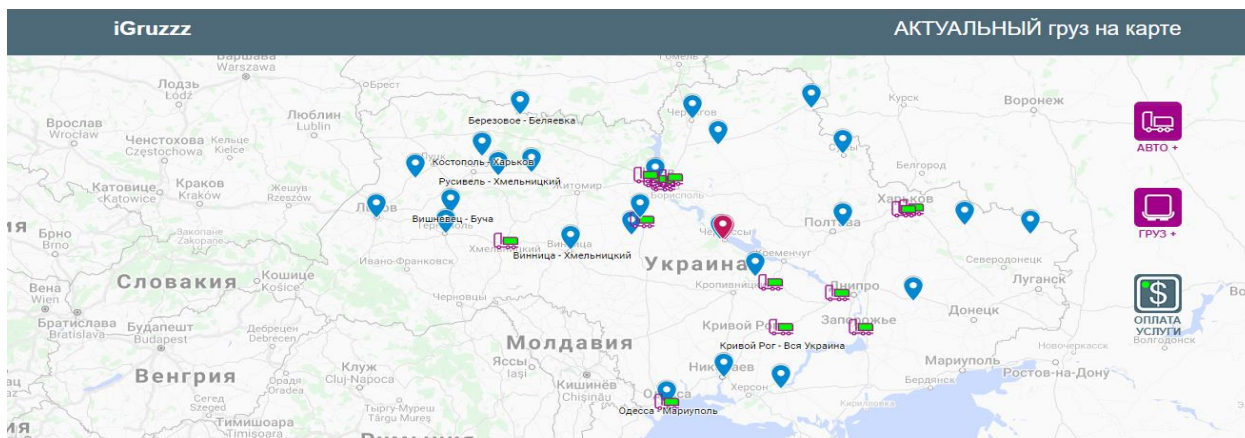 iGruzzz
АКТУАЛЬНЫЙ груз на карте
Warszawa
Брест
Курск
Воронеж
Лодзь
Łódź
Люблин
Lublin
Березовое - Беляевка
АВТО +
Вроцлав
Wrocław
Ченстохова
Częstochowa
Кельце
Kielce
Костополь - Харьков
Русивель - Хмельницкий
Житомир
Борисполь
Белгород
Катовице
Katowice
Краков
Kraków
Жешув
Rzeszów
Львов
Вишневец - Буча
Тернополь
Полтава
Харьков
ГРУЗ +
Брно
Brno
Zakopane
Ивано-Франковск
Хмельницкий
Винница
Винница - Хмельницкий
Черкассы
Кременчуг
Северодонецк
Украина
Словакия
Кошице
Košice
Черновцы
Кропивницкий
Днипро
Луганск
Вена
Wien
Братислава
Bratislava
Будапешт
Budapest
Дебрецен
Debrecen
Молдавия
Кривой Рог
Запорожье
Донецк
ОПЛАТА
УСЛУГИ
Волгодонск
Кривой Рог - Вся Украина
Новочеркасск
Венгрия
Орадя
Oradea
Клуж
Cluj-Napoca
Яссы
Iași
Кишинёв
Chișinău
Николаев
Херсон
Мариуполь
Бердянск
Ростов-на-Дону
Сегед
Szeged
Тыргу-Муреш
Târgu Mureș
Одесса
Одесса - Мариуполь
Кирилловка
Тимишоара
Timișoara